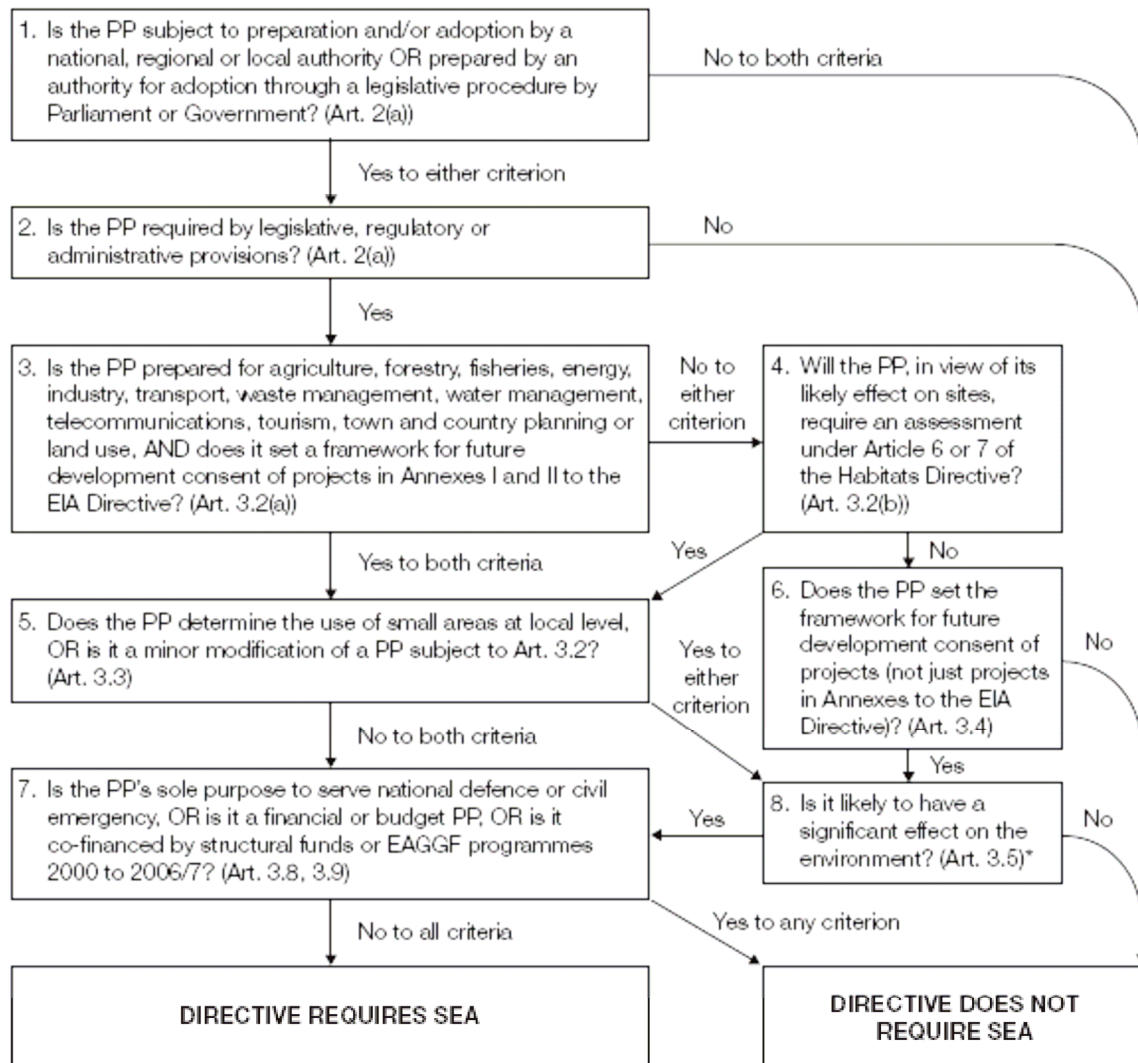 1. Is the PP subject to preparation and/or adoption by a
national, regional or local authority OR prepared by an
authority for adoption through a legislative procedure by
Parliament or Government? (Art. 2(a))
No to both criteria
Yes to either criterion
2. Is the PP required by legislative, regulatory or
administrative provisions? (Art. 2(a))
No
Yes
3. Is the PP prepared for agriculture, forestry, fisheries, energy,
industry, transport, waste management, water management,
telecommunications, tourism, town and country planning or
land use, AND does it set a framework for future
development consent of projects in Annexes I and II to the
EIA Directive? (Art. 3.2(a))
No to
either
criterion
4. Will the PP, in view of its
likely effect on sites,
require an assessment
under Article 6 or 7 of
the Habitats Directive?
(Art. 3.2(b))
Yes to both criteria
Yes
No
5. Does the PP determine the use of small areas at local level,
OR is it a minor modification of a PP subject to Art. 3.2?
(Art. 3.3)
Yes to
either
criterion
6. Does the PP set the
framework for future
development consent of
projects (not just projects
in Annexes to the EIA
Directive)? (Art. 3.4)
No
No to both criteria
Yes
7. Is the PP's sole purpose to serve national defence or civil
emergency, OR is it a financial or budget PP, OR is it
co-financed by structural funds or EAGGF programmes
2000 to 2006/7? (Art. 3.8, 3.9)
Yes
8. Is it likely to have a
significant effect on the
environment? (Art. 3.5)*
No
No to all criteria
Yes to any criterion
DIRECTIVE REQUIRES SEA
DIRECTIVE DOES NOT
REQUIRE SEA